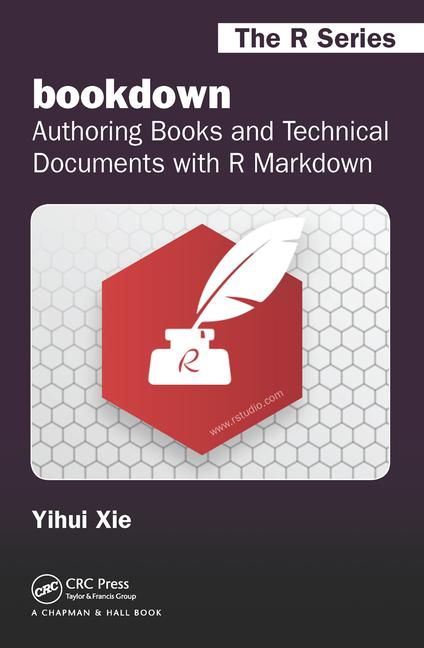 The R Series
bookdown
Authoring Books and Technical
Documents with R Markdown
R
www.rstudio.com
Yihui Xie
CRC
CRC Press
Taylor & Francis Group
A CHAPMAN & HALL BOOK